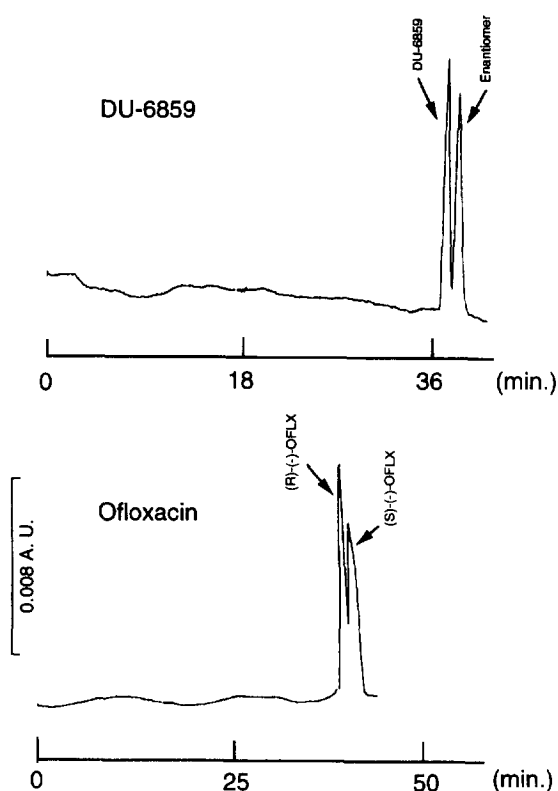 DU-6859
Enantiomer
DU-6859
0 18 36 (min.)
(R)-(-)-OFLX
(S)-(-)-OFLX
Ofloxacin
0.008 A. U.
0 25 50 (min.)